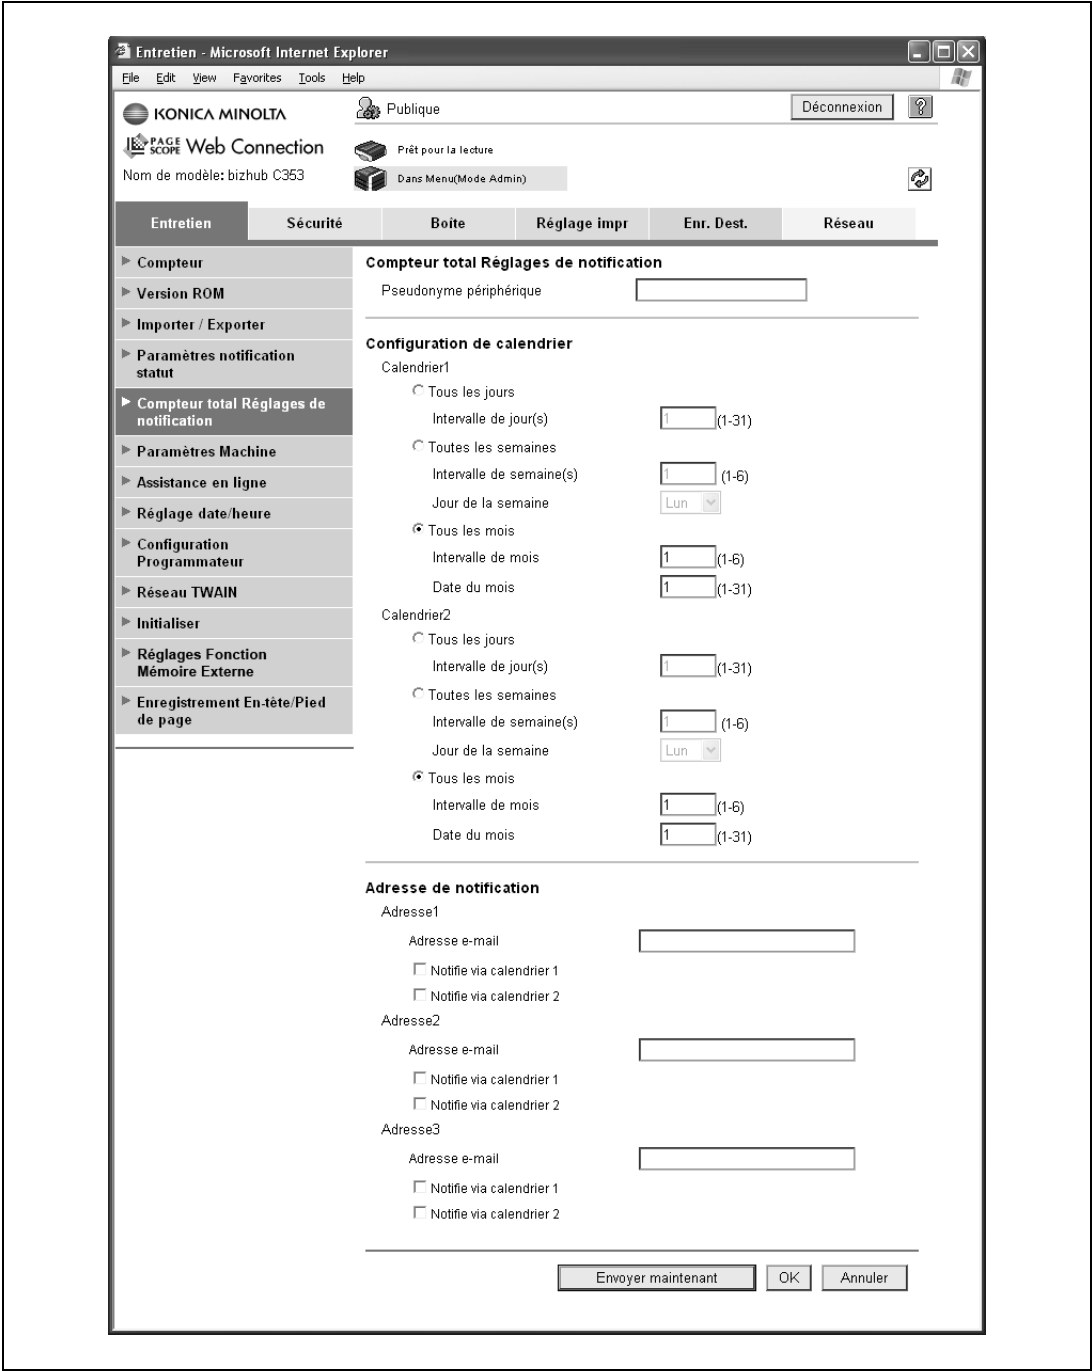 Entretien - Microsoft Internet Explorer
File Edit View Favorites Tools Help
KONICA MINOLTA
Publique
Déconnexion
?
PAGE SCOPE Web Connection
Prêt pour la lecture
Nom de modèle: bizhub C353
Dans Menu(Mode Admin)
Entretien Sécurité Boîte Réglage impr Enr. Dest. Réseau
Compteur
Version ROM
Importer / Exporter
Paramètres notification
statut
Compteur total Réglages de
notification
Paramètres Machine
Assistance en ligne
Réglage date/heure
Configuration
Programmateur
Réseau TWAIN
Initialiser
Réglages Fonction
Mémoire Externe
Enregistrement En-tête/Pied
de page
Compteur total Réglages de notification
Pseudonyme périphérique
Configuration de calendrier
Calendrier1
Tous les jours
Intervalle de jour(s) 1 (1-31)
Toutes les semaines
Intervalle de semaine(s) 1 (1-6)
Jour de la semaine Lun
Tous les mois
Intervalle de mois 1 (1-6)
Date du mois 1 (1-31)
Calendrier2
Tous les jours
Intervalle de jour(s) 1 (1-31)
Toutes les semaines
Intervalle de semaine(s) 1 (1-6)
Jour de la semaine Lun
Tous les mois
Intervalle de mois 1 (1-6)
Date du mois 1 (1-31)
Adresse de notification
Adresse1
Adresse e-mail
Notifie via calendrier 1
Notifie via calendrier 2
Adresse2
Adresse e-mail
Notifie via calendrier 1
Notifie via calendrier 2
Adresse3
Adresse e-mail
Notifie via calendrier 1
Notifie via calendrier 2
Envoyer maintenant OK Annuler